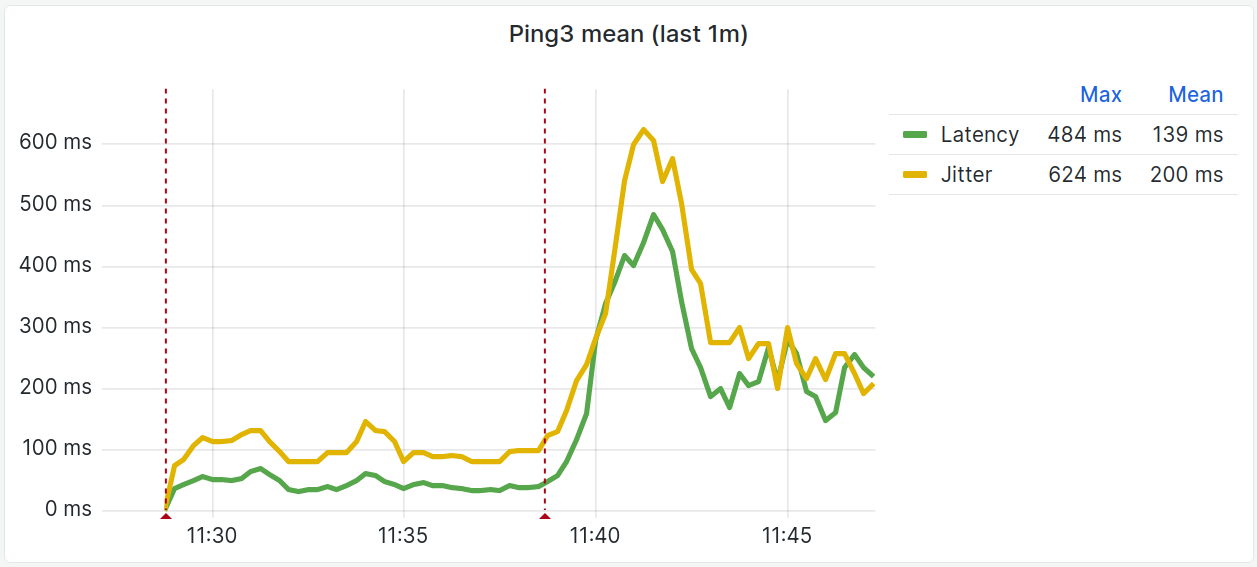 Ping3 mean (last 1m)
Max Mean
Latency 484 ms 139 ms
Jitter 624 ms 200 ms
600 ms
500 ms
400 ms
300 ms
200 ms
100 ms
0 ms
11:30 11:35 11:40 11:45